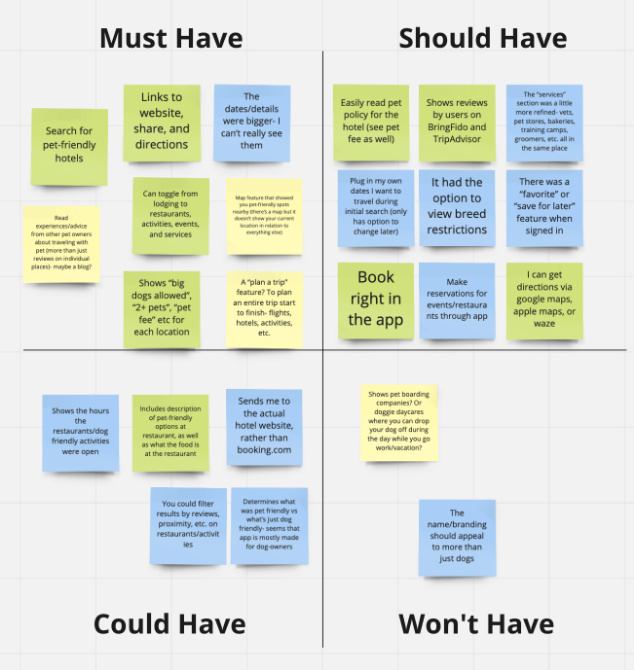 Must Have
Should Have
Search for
pet-friendly
hotels
Links to
website,
share, and
directions
The
dates/details
were bigger- I
can't really see
them
Read
experiences/advice
from other pet owners
about traveling with
pet (more than just
reviews on individual
places)- maybe a blog?
Can toggle from
lodging to
restaurants,
activities, events,
and services
Map feature that showed
you pet-friendly spots
nearby (there's a map but it
does not show your current
location in relation to
everything else)
Shows "big
dogs allowed",
"2+ pets", "pet
fee" etc for
each location
A "plan a trip"
feature? To plan
an entire trip start
to finish- flights,
hotels, activities,
etc.
Easily read pet
policy for the
hotel (see pet
fee as well)
Shows reviews
by users on
BringFido and
TripAdvisor
The "services"
section was a little
more refined- vets,
pet stores, bakeries,
training camps,
groomers, etc. all in
the same place
Plug in my own
dates I want to
travel during
initial search (only
has option to
change later)
It had the
option to
view breed
restrictions
There was a
"favorite" or
"save for later"
feature when
signed in
Book
right in
the app
Make
reservations for
events/restaura
nts through app
I can get
directions via
google maps,
apple maps, or
waze
Shows the hours
the
restaurants/dog
friendly activities
were open
Includes description
of pet-friendly
options at
restaurant, as well
as what the food is
at the restaurant
Sends me to
the actual
hotel website,
rather than
booking.com
You could filter
results by reviews,
proximity, etc. on
restaurants/activit
ies
Determines what
was pet friendly vs
what's just dog
friendly- seems that
app is mostly made
for dog-owners
Shows pet boarding
companies? Or
doggie daycares
where you can drop
your dog off during
the day while you go
work/vacation?
The
name/branding
should appeal
to more than
just dogs
Could Have
Won't Have